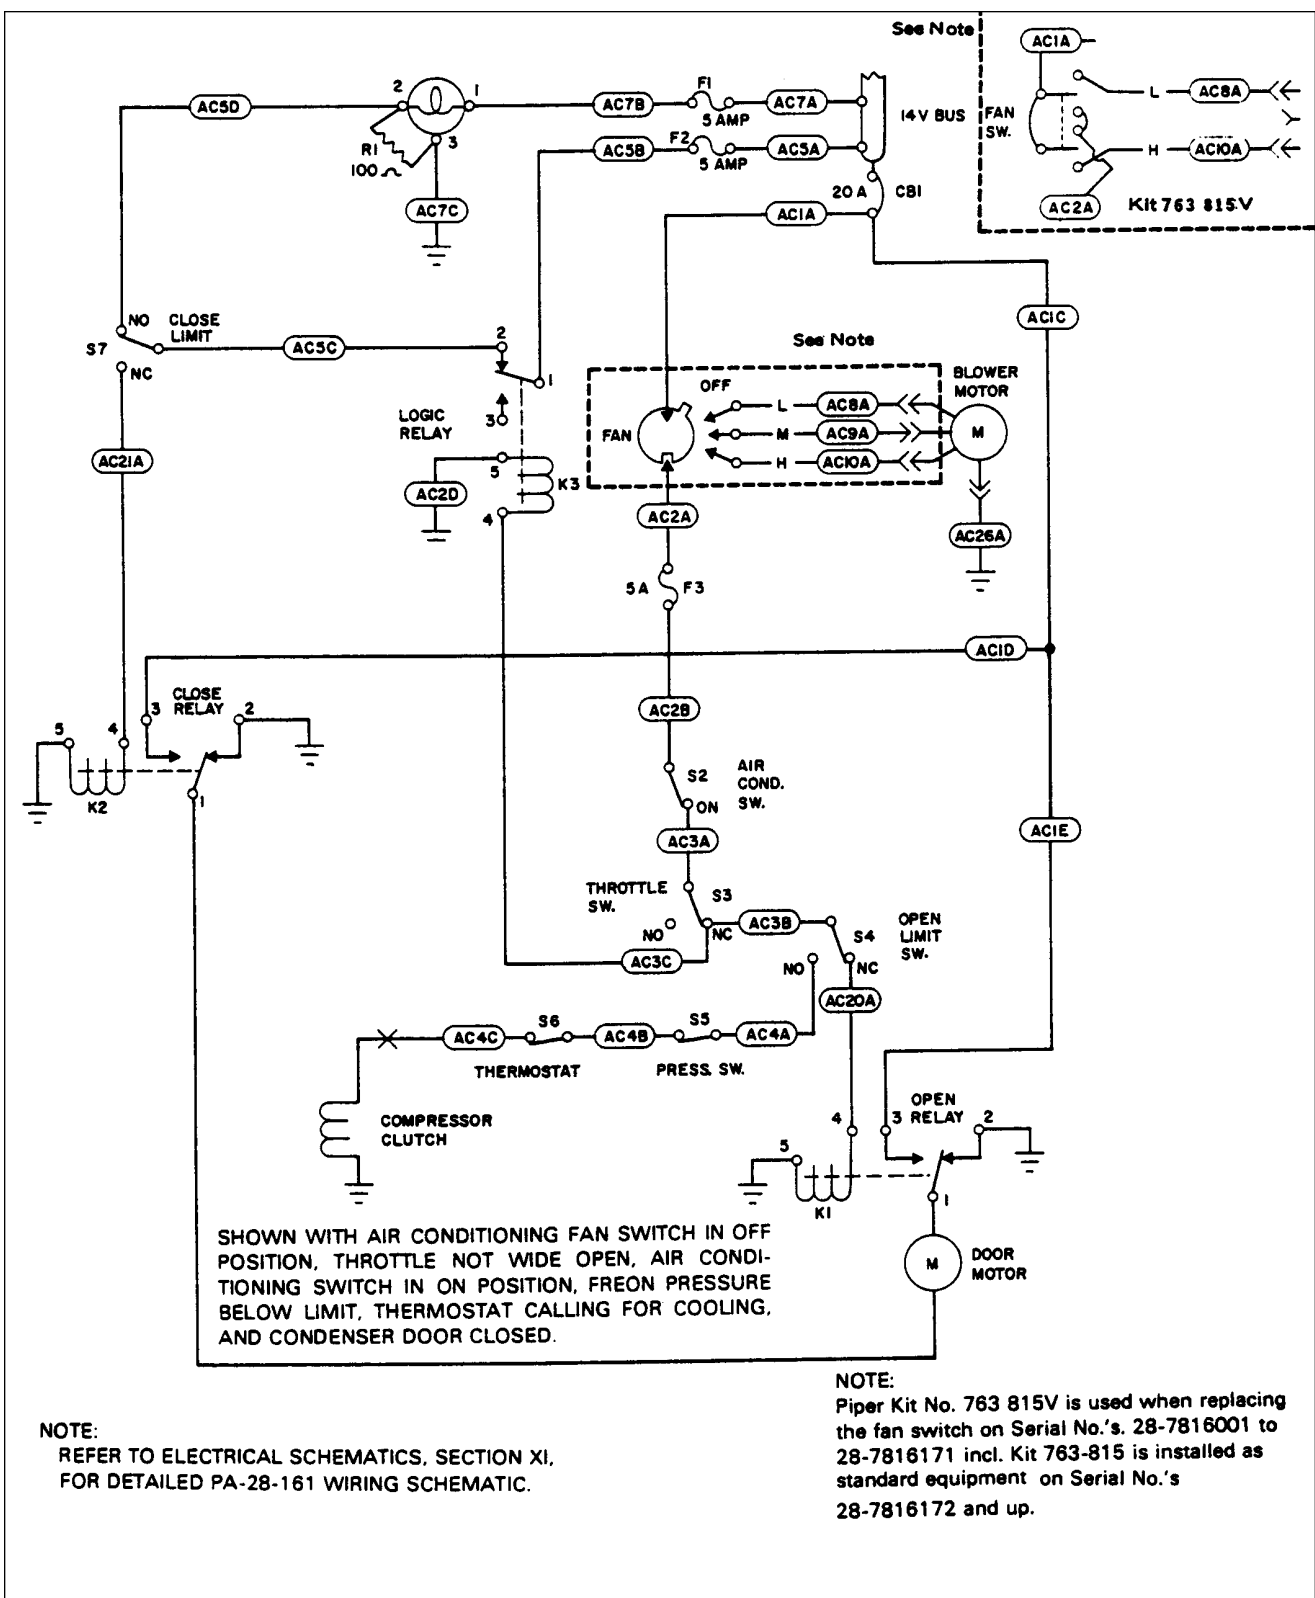 See Note
AC1A
L
AC8A
FAN
SW.
H
AC10A
AC2A
Kit 763 815V
AC5D
2
1
AC7B
F1
5 AMP
AC7A
14V BUS
R1
100
3
AC5B
F2
5 AMP
AC5A
AC7C
20 A
CB1
AC1A
AC1C
NO
CLOSE
LIMIT
S7
NC
AC5C
2
1
3
LOGIC
RELAY
See Note
OFF
BLOWER
MOTOR
FAN
L
AC8A
M
AC9A
M
H
AC10A
AC21A
5
K3
AC2D
4
AC2A
AC26A
5A
F3
AC1D
CLOSE
RELAY
3
2
5
4
K2
1
AC2B
S2
AIR
COND.
SW.
ON
AC3A
AC1E
THROTTLE
SW.
S3
NO
NC
AC3B
S4
OPEN
LIMIT
SW.
AC3C
NO
NC
AC20A
AC4C
S6
AC4B
S5
AC4A
THERMOSTAT
PRESS. SW.
COMPRESSOR
CLUTCH
4
3
OPEN
RELAY
2
5
K1
1
M
DOOR
MOTOR
SHOWN WITH AIR CONDITIONING FAN SWITCH IN OFF
POSITION, THROTTLE NOT WIDE OPEN, AIR CONDI-
TIONING SWITCH IN ON POSITION, FREON PRESSURE
BELOW LIMIT, THERMOSTAT CALLING FOR COOLING,
AND CONDENSER DOOR CLOSED.
NOTE:
REFER TO ELECTRICAL SCHEMATICS, SECTION XI,
FOR DETAILED PA-28-161 WIRING SCHEMATIC.
NOTE:
Piper Kit No. 763 815V is used when replacing
the fan switch on Serial No.'s. 28-7816001 to
28-7816171 incl. Kit 763-815 is installed as
standard equipment on Serial No.'s
28-7816172 and up.